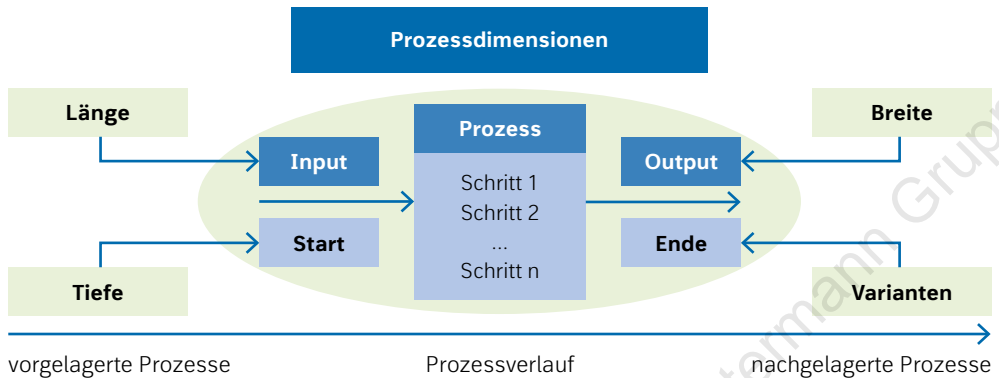 Prozessdimensionen
Länge
Breite
Prozess
Input
Output
Schritt 1
Schritt 2
...
Schritt n
Start
Ende
Tiefe
Varianten
vorgelagerte Prozesse
Prozessverlauf
nachgelagerte Prozesse